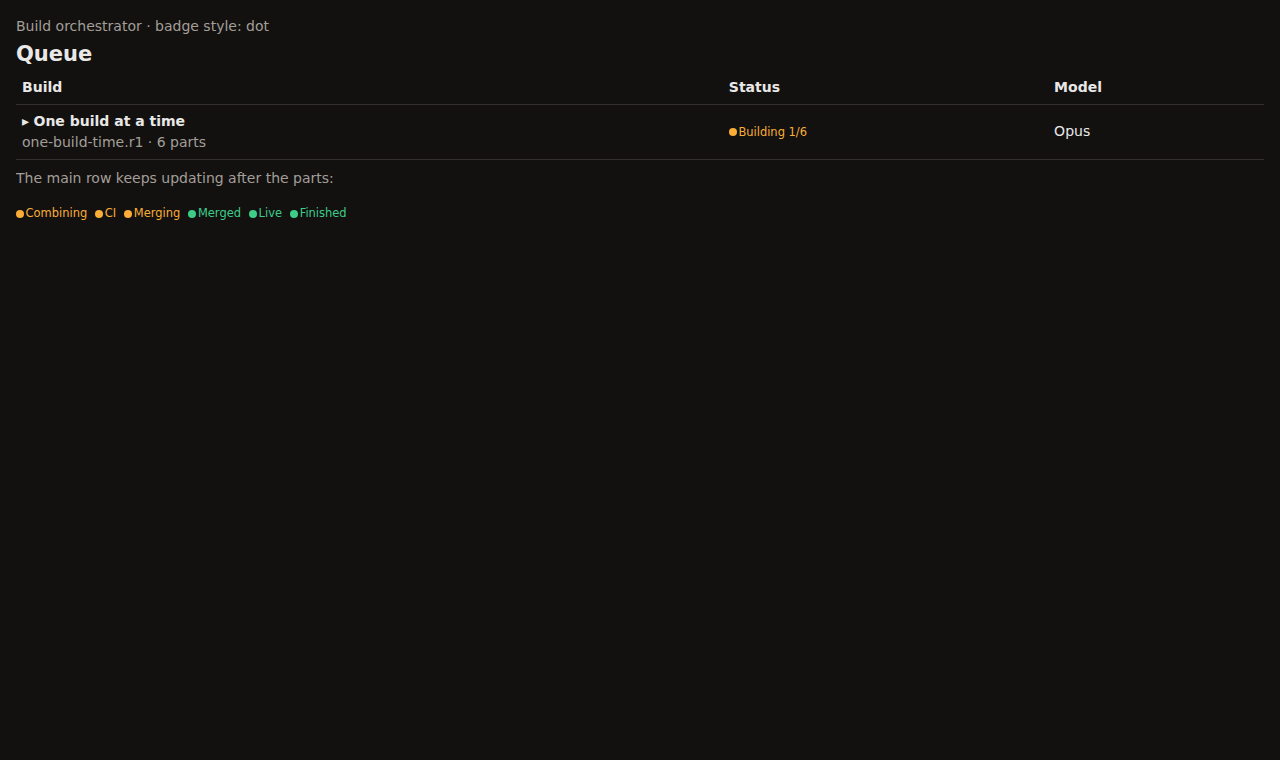 Build orchestrator · badge style: dot
Queue
Build Status Model
▸ One build at a time
one-build-time.r1 · 6 parts
Building 1/6
Opus
The main row keeps updating after the parts:
Combining CI Merging Merged Live Finished